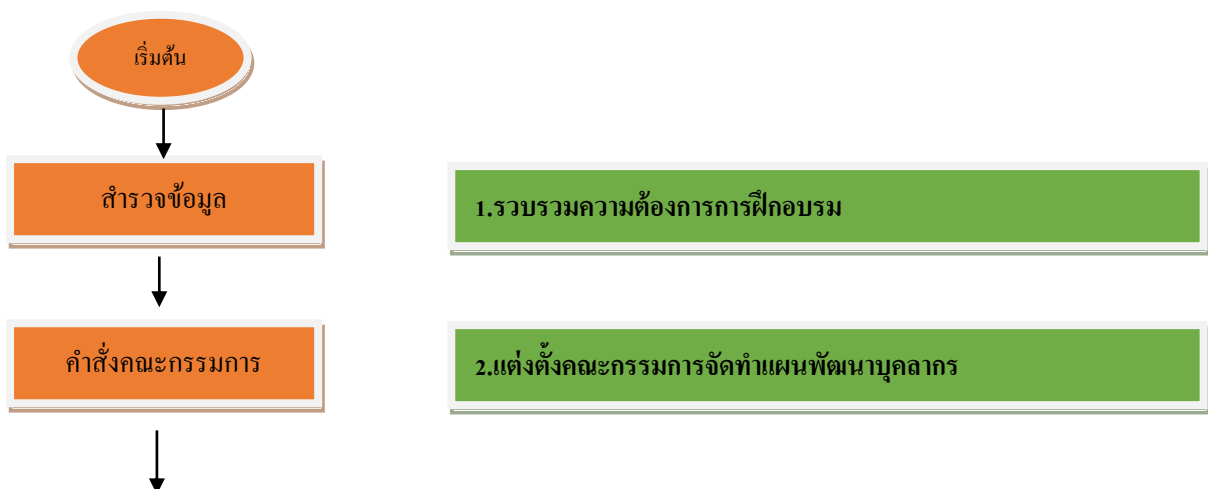 เริ่มต้น
สำรวจข้อมูล
1.รวบรวมความต้องการการฝึกอบรม
คำสั่งคณะกรรมการ
2.แต่งตั้งคณะกรรมการจัดทำแผนพัฒนาบุคลากร